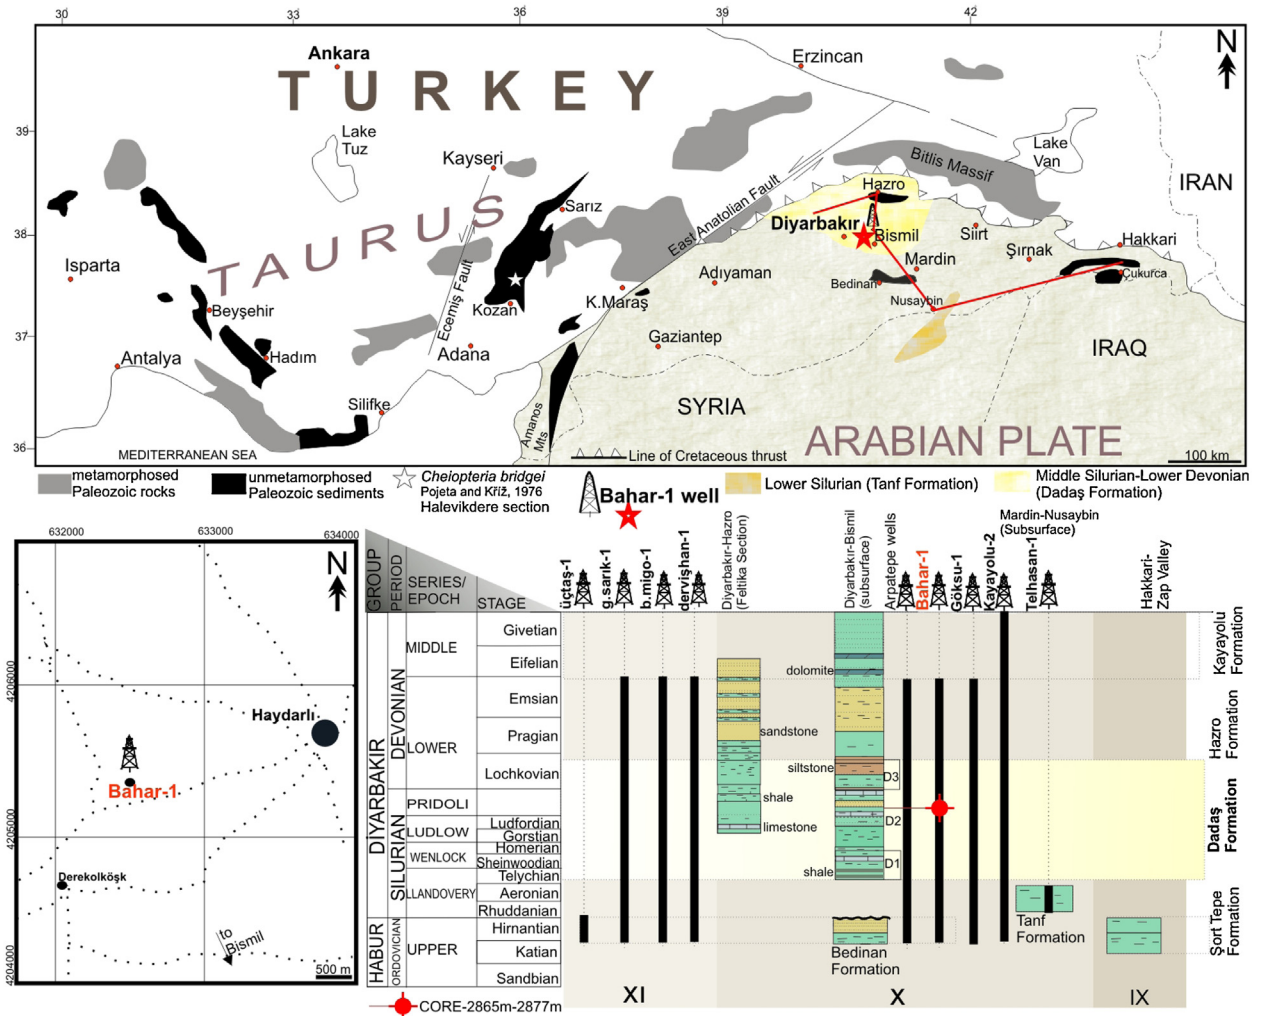 30 33 36 39 42
39
38
37
36
N
Ankara
TURKEY
Erzincan
Lake
Tuz
Kayseri
Lake
Van
Bitlis Massif
IRAN
Hazro
TAURUS
Sarız
East Anatolian Fault
Diyarbakır
Bismil
Siirt
Şırnak
Hakkari
Isparta
Mardin
Çukurca
Adıyaman
Bedinan
Nusaybin
Ecemiş Fault
Kozan
K.Maraş
Beyşehir
Gaziantep
Antalya
Hadım
Adana
IRAQ
Silifke
SYRIA
Amanos
Mts
ARABIAN PLATE
MEDITERRANEAN SEA
Line of Cretaceous thrust
100 km
metamorphosed
Paleozoic rocks
unmetamorphosed
Paleozoic sediments
Cheiopteria bridgei
Pojeta and Kříž, 1976
Halevikdere section
Bahar-1 well
Lower Silurian (Tanf Formation)
Middle Silurian-Lower Devonian
(Dadaş Formation)
632000 633000 634000
4206000
4205000
4204000
N
Haydarlı
Bahar-1
Derekolköşk
to
Bismil
500 m
GROUP
PERIOD
SERIES/
EPOCH
STAGE
üçtaş-1
g.sarık-1
b.migo-1
dervişhan-1
Diyarbakır-Hazro
(Feltika Section)
Diyarbakır-Bismil
(subsurface)
Arpatepe wells
Bahar-1
Göksu-1
Kayayolu-2
Mardin-Nusaybin
(Subsurface)
Telhasan-1
Hakkari-
Zap Valley
DIYARBAKIR
HABUR
DEVONIAN
SILURIAN
ORDOVICIAN
MIDDLE
LOWER
PRIDOLI
LUDLOW
WENLOCK
LLANDOVERY
UPPER
Givetian
Eifelian
Emsian
Pragian
Lochkovian
Ludfordian
Gorstian
Homerian
Sheinwoodian
Telychian
Aeronian
Rhuddanian
Hirnantian
Katian
Sandbian
dolomite
sandstone
siltstone
shale
limestone
shale
D3
D2
D1
Bedinan
Formation
Tanf
Formation
Kayayolu
Formation
Hazro
Formation
Dadaş
Formation
Şort Tepe
Formation
XI
X
IX
CORE-2865m-2877m